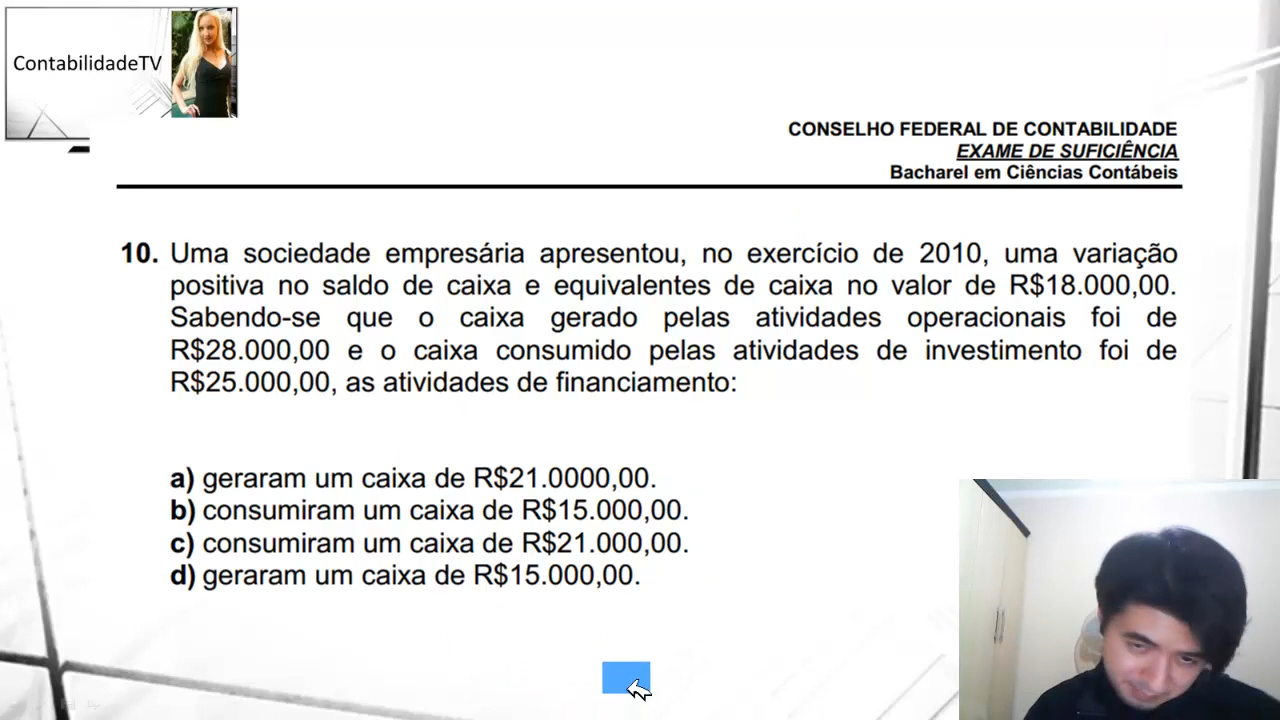 ContabilidadeTV
CONSELHO FEDERAL DE CONTABILIDADE
EXAME DE SUFICIÊNCIA
Bacharel em Ciências Contábeis
10. Uma sociedade empresária apresentou, no exercício de 2010, uma variação
positiva no saldo de caixa e equivalentes de caixa no valor de R$18.000,00.
Sabendo-se que o caixa gerado pelas atividades operacionais foi de
R$28.000,00 e o caixa consumido pelas atividades de investimento foi de
R$25.000,00, as atividades de financiamento:
a) geraram um caixa de R$21.0000,00.
b) consumiram um caixa de R$15.000,00.
c) consumiram um caixa de R$21.000,00.
d) geraram um caixa de R$15.000,00.